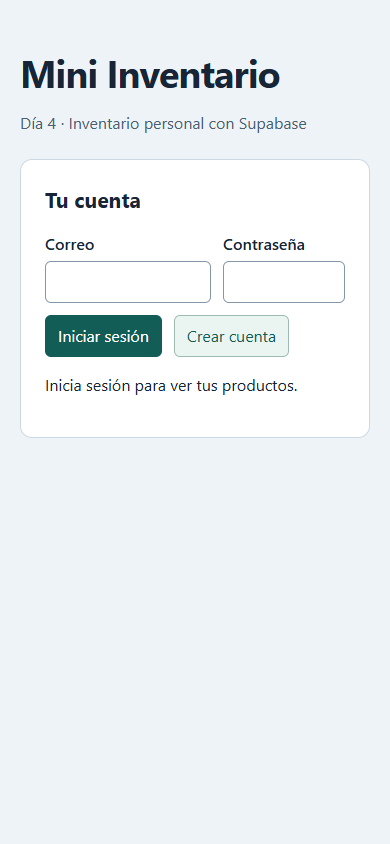 Mini Inventario
Día 4 · Inventario personal con Supabase
Tu cuenta
Correo
Contraseña
Iniciar sesión
Crear cuenta
Inicia sesión para ver tus productos.